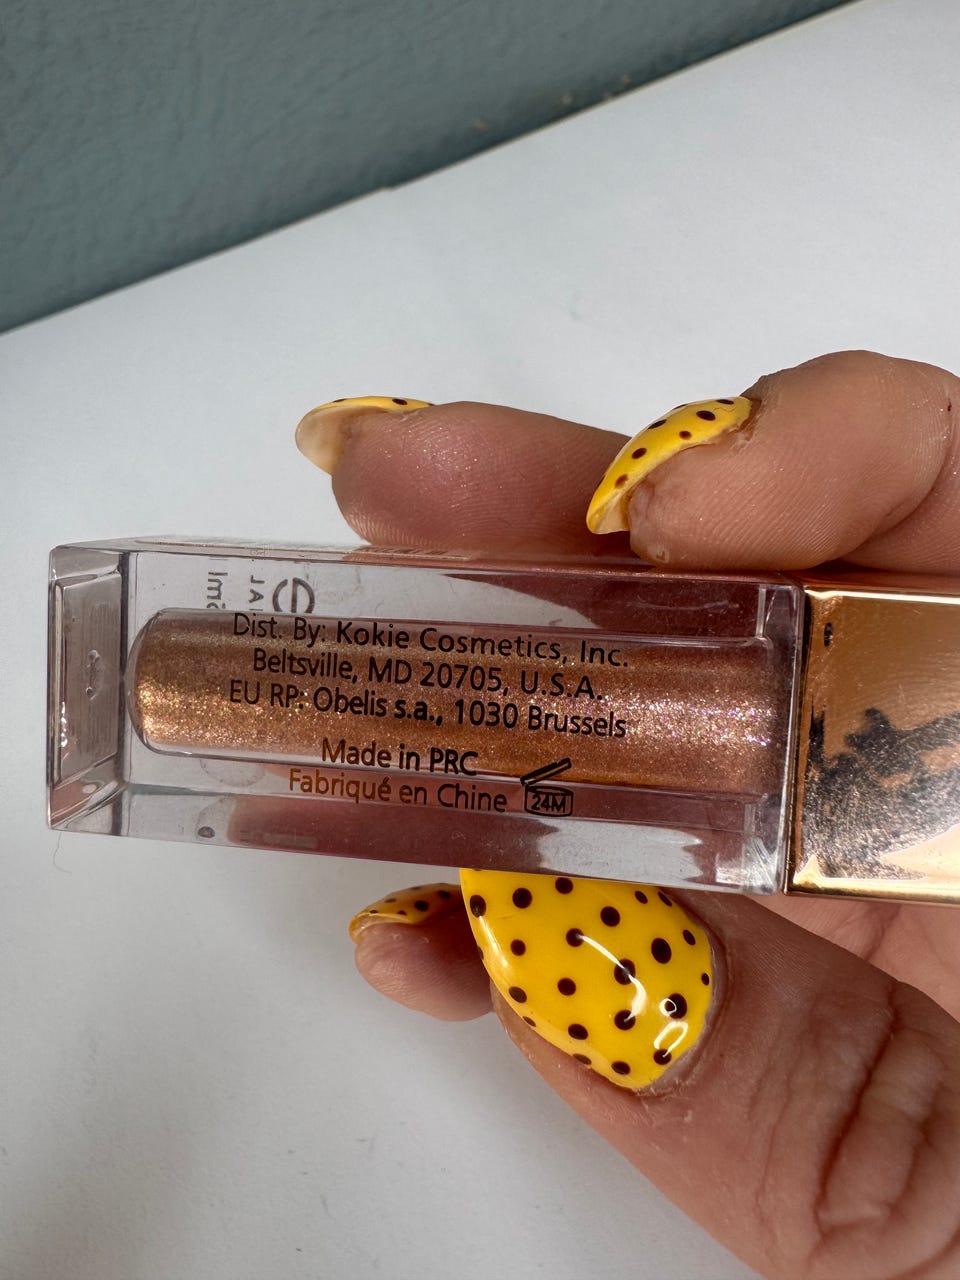 Dist. By: Kokie Cosmetics, Inc.
Beltsville, MD 20705, U.S.A.
EU RP: Obelis s.a., 1030 Brussels
Made in PRC
Fabriqué en Chine
24M